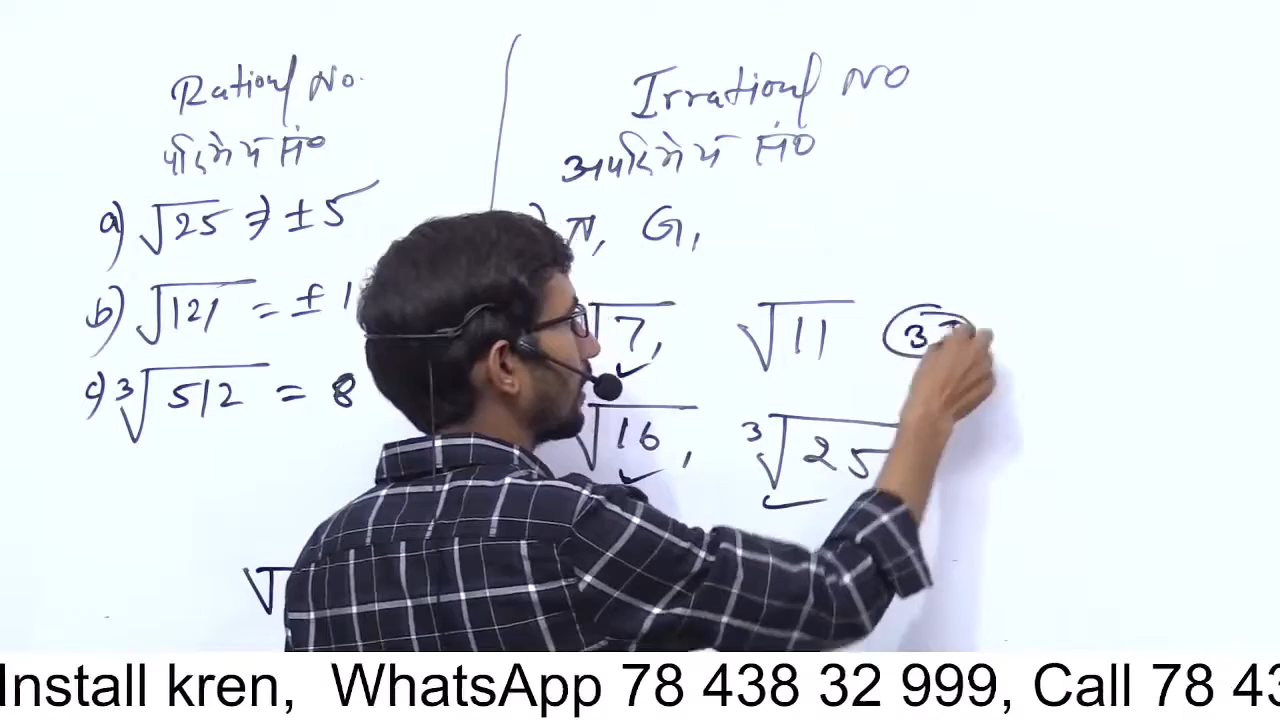 Rational No.
परिमेय सं०
a) √25 ⇒ ±5
b) √121 = ± 1
c) ³√512 = 8
Irrational NO
अपरिमेय सं०
π, G,
√7, √11
√16, ³√25
Install kren, WhatsApp 78 438 32 999, Call 78 43